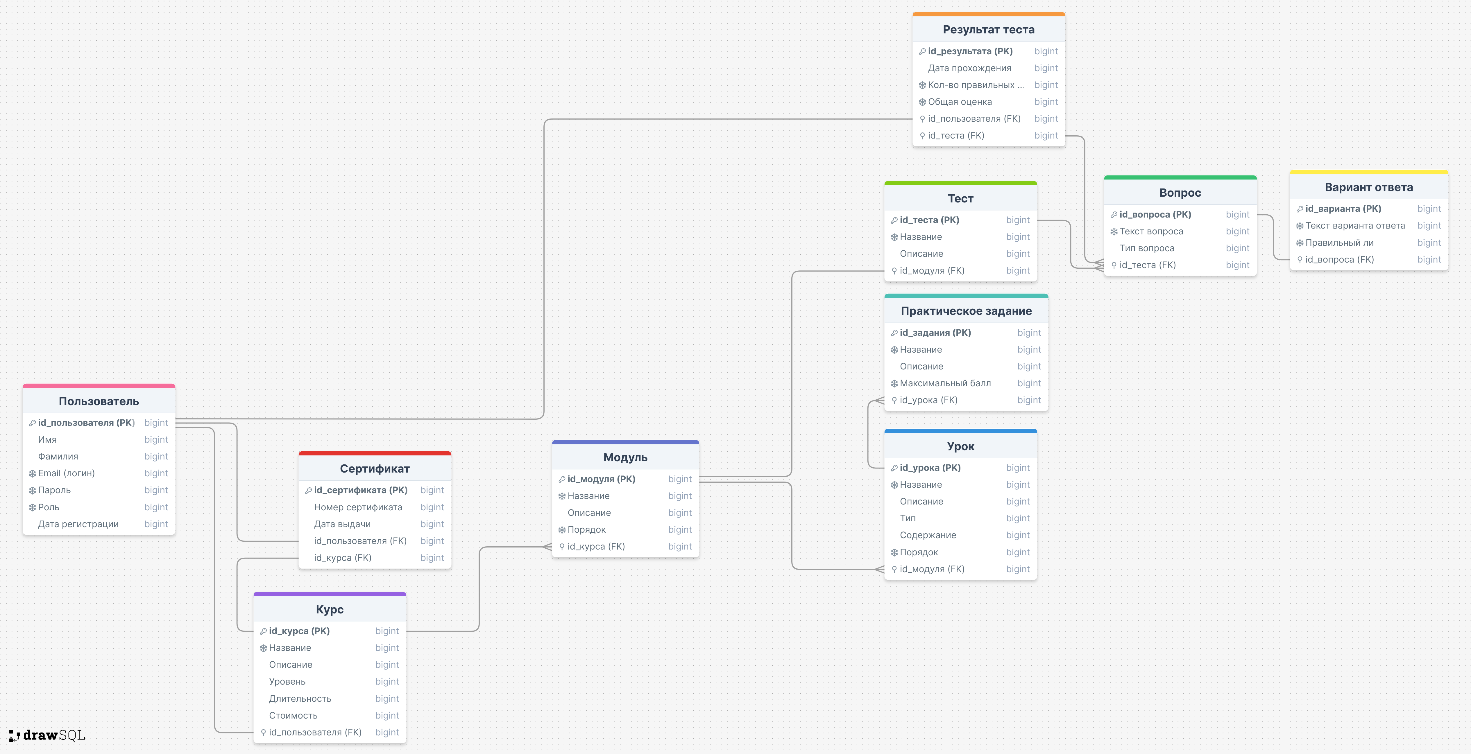 Результат теста
id_результата (PK) bigint
Дата прохождения bigint
Кол-во правильных ... bigint
Общая оценка bigint
id_пользователя (FK) bigint
id_теста (FK) bigint
Тест
id_теста (PK) bigint
Название bigint
Описание bigint
id_модуля (FK) bigint
Вопрос
id_вопроса (PK) bigint
Текст вопроса bigint
Тип вопроса bigint
id_теста (FK) bigint
Вариант ответа
id_варианта (PK) bigint
Текст варианта ответа bigint
Правильный ли bigint
id_вопроса (FK) bigint
Практическое задание
id_задания (PK) bigint
Название bigint
Описание bigint
Максимальный балл bigint
id_урока (FK) bigint
Пользователь
id_пользователя (PK) bigint
Имя bigint
Фамилия bigint
Email (логин) bigint
Пароль bigint
Роль bigint
Дата регистрации bigint
Сертификат
id_сертификата (PK) bigint
Номер сертификата bigint
Дата выдачи bigint
id_пользователя (FK) bigint
id_курса (FK) bigint
Модуль
id_модуля (PK) bigint
Название bigint
Описание bigint
Порядок bigint
id_курса (FK) bigint
Урок
id_урока (PK) bigint
Название bigint
Описание bigint
Тип bigint
Содержание bigint
Порядок bigint
id_модуля (FK) bigint
Курс
id_курса (PK) bigint
Название bigint
Описание bigint
Уровень bigint
Длительность bigint
Стоимость bigint
id_пользователя (FK) bigint
drawSQL